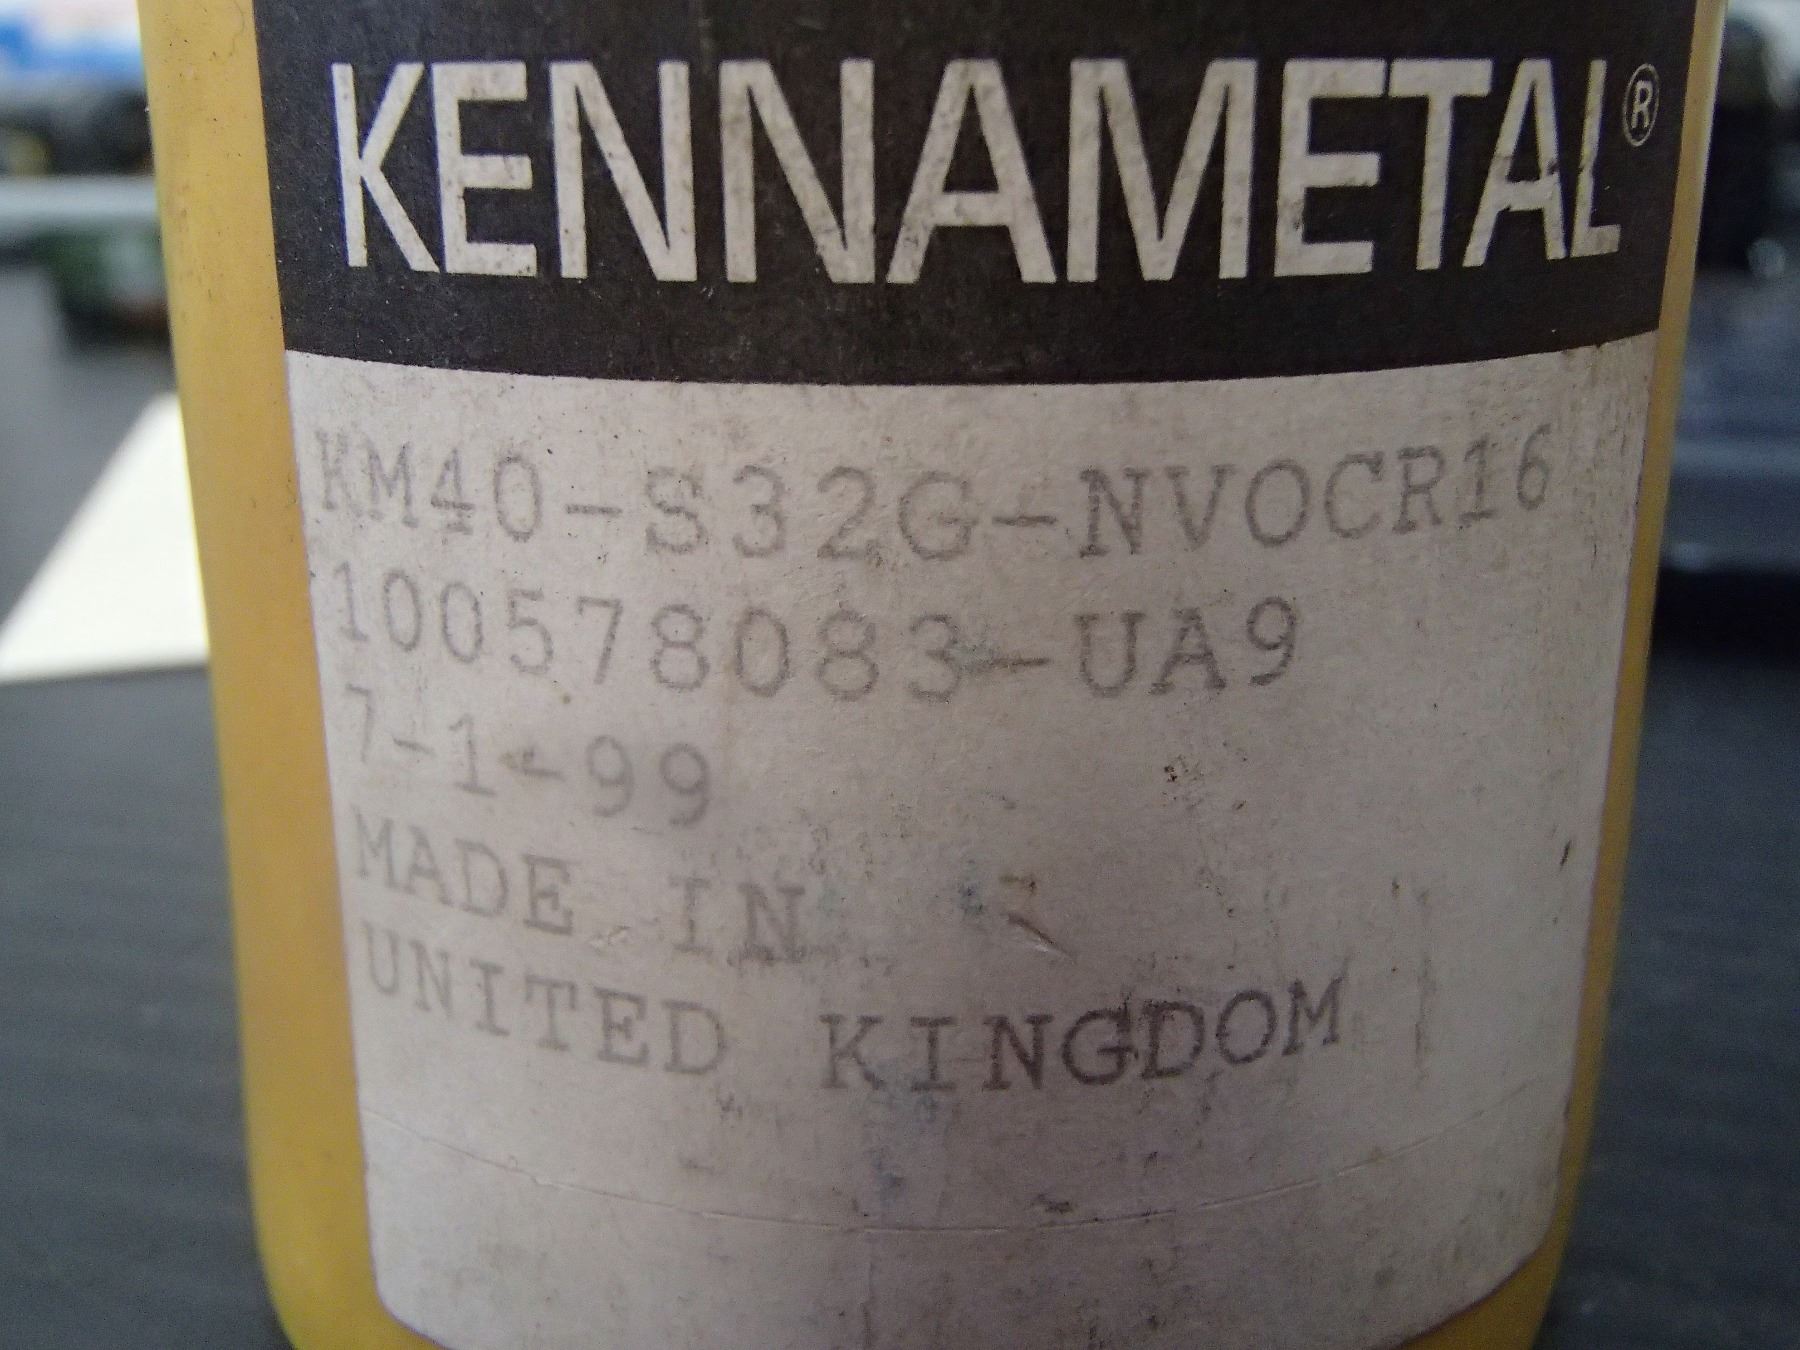 KENNAMETAL®
KM40-S32G-NVOCR16
100578083-UA9
7-1-99
MADE IN
UNITED KINGDOM